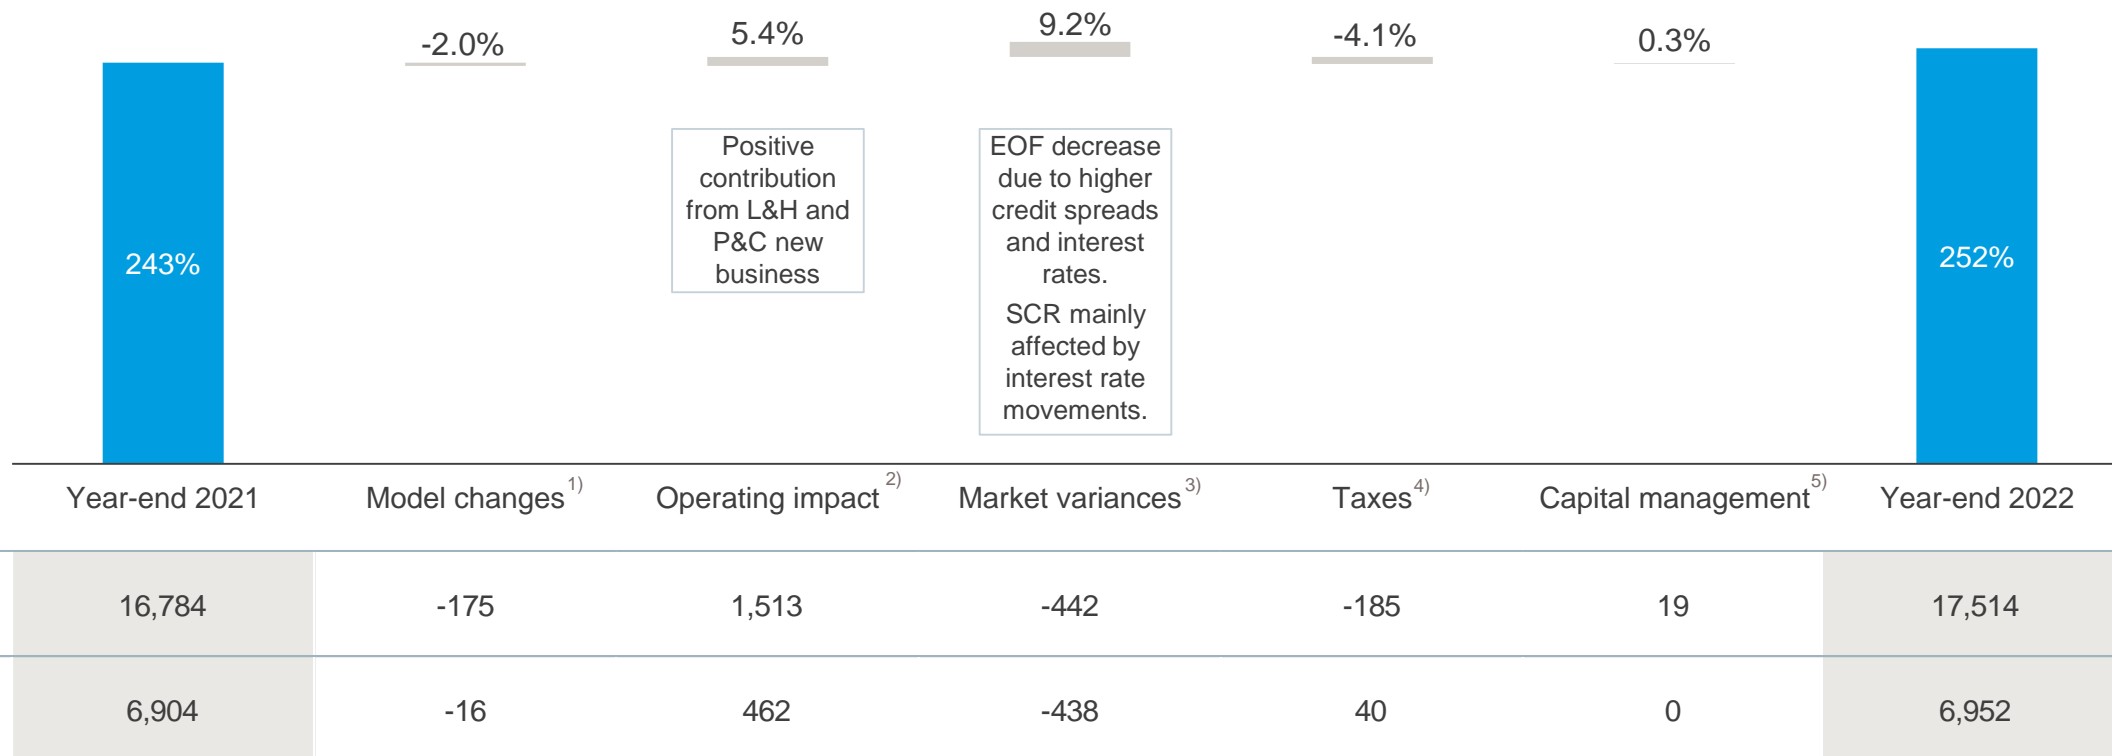 -2.0%
5.4%
9.2%
-4.1%
0.3%
243%
Positive
contribution
from L&H and
P&C new
business
EOF decrease
due to higher
credit spreads
and interest
rates.
SCR mainly
affected by
interest rate
movements.
252%
Year-end 2021 Model changes 1) Operating impact 2) Market variances 3) Taxes 4) Capital management 5) Year-end 2022
16,784 -175 1,513 -442 -185 19 17,514
6,904 -16 462 -438 40 0 6,952